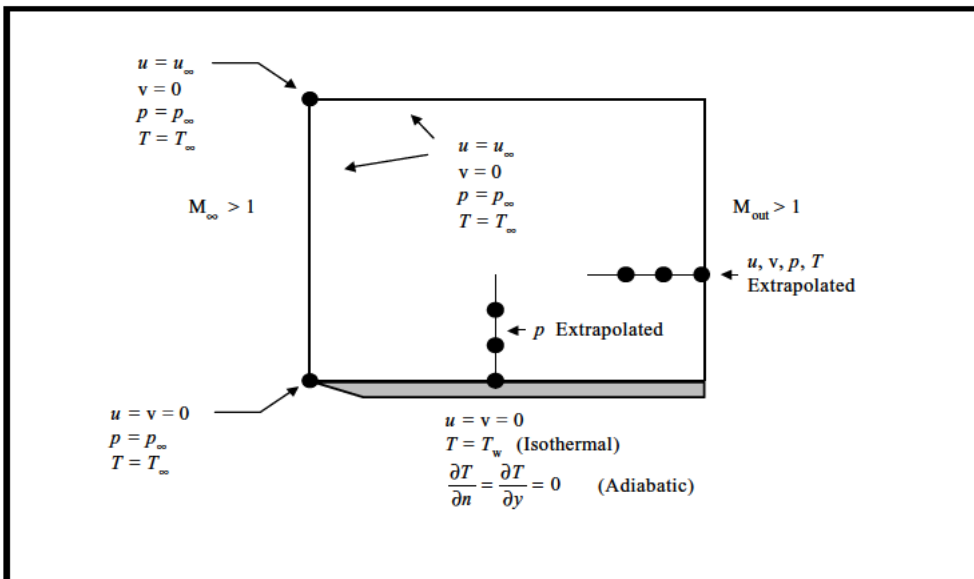 u = u∞
v = 0
p = p∞
T = T∞
u = u∞
v = 0
p = p∞
T = T∞
M∞ > 1
Mout > 1
u, v, p, T
Extrapolated
p Extrapolated
u = v = 0
p = p∞
T = T∞
u = v = 0
T = Tw (Isothermal)
∂T/∂n = ∂T/∂y = 0 (Adiabatic)